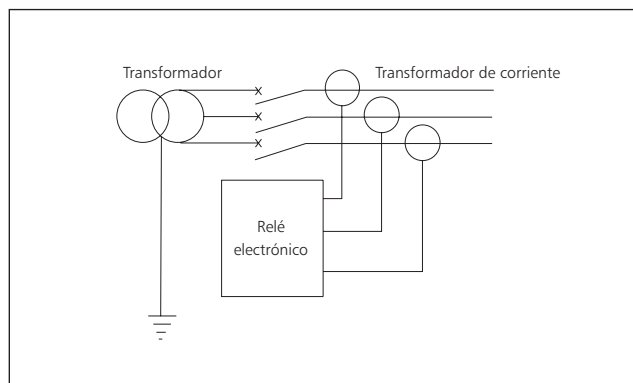 Transformador
Transformador de corriente
Relé
electrónico